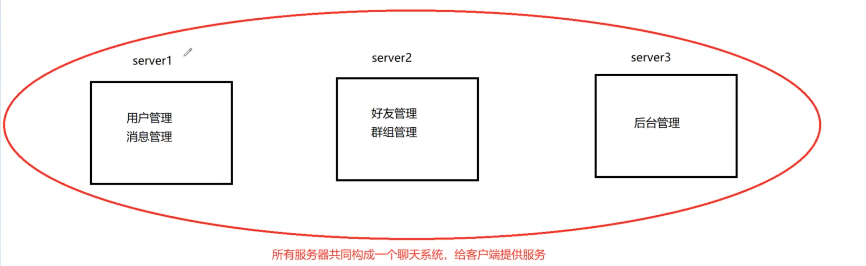 server1
server2
server3
用户管理
消息管理
好友管理
群组管理
后台管理
所有服务器共同构成一个聊天系统，给客户端提供服务